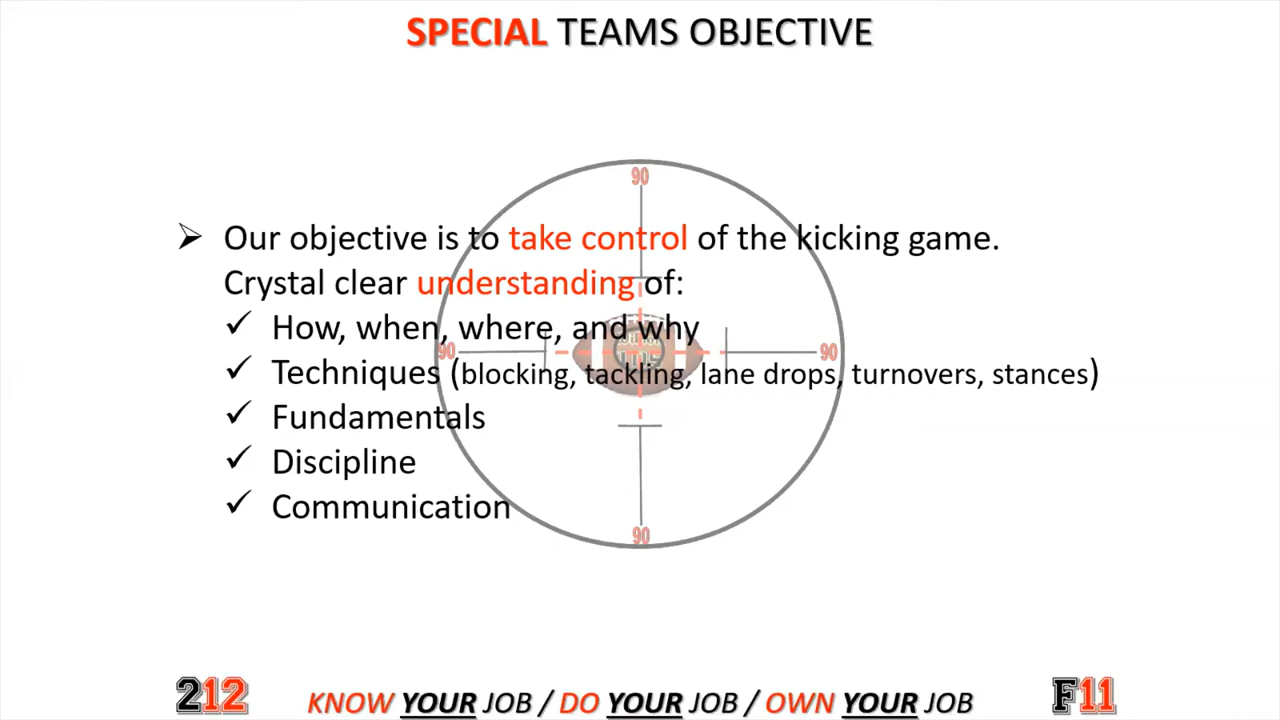 SPECIAL TEAMS OBJECTIVE
90
➢ Our objective is to take control of the kicking game.
Crystal clear understanding of:
✓ How, when, where, and why
90
90
✓ Techniques (blocking, tackling, lane drops, turnovers, stances)
✓ Fundamentals
✓ Discipline
✓ Communication
90
212
KNOW YOUR JOB / DO YOUR JOB / OWN YOUR JOB
F11